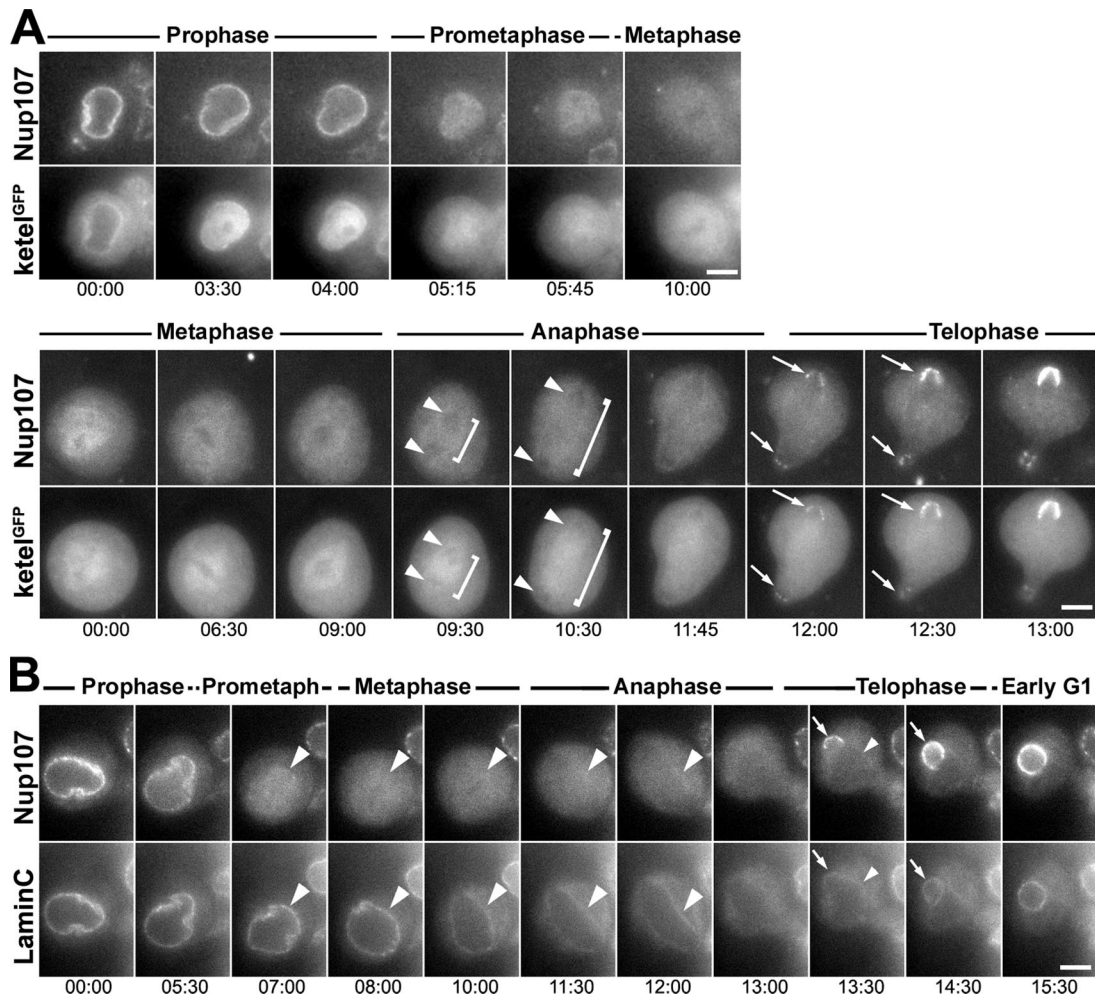 A
Prophase Prometaphase Metaphase
Nup107
ketel^GFP
00:00 03:30 04:00 05:15 05:45 10:00
Metaphase Anaphase Telophase
Nup107
ketel^GFP
00:00 06:30 09:00 09:30 10:30 11:45 12:00 12:30 13:00
B
Prophase Prometaph Metaphase Anaphase Telophase Early G1
Nup107
LaminC
00:00 05:30 07:00 08:00 10:00 11:30 12:00 13:00 13:30 14:30 15:30